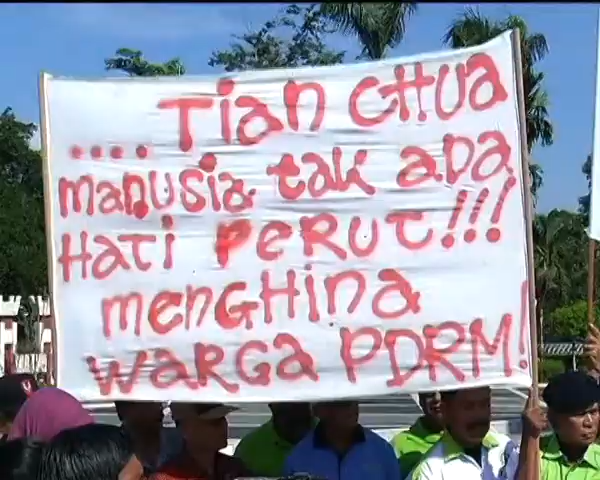 .... TiAn CHUA
mANUSiA tAK ADA
HATi PERUT!!!
mENGHinA
WARGA PDRM!!